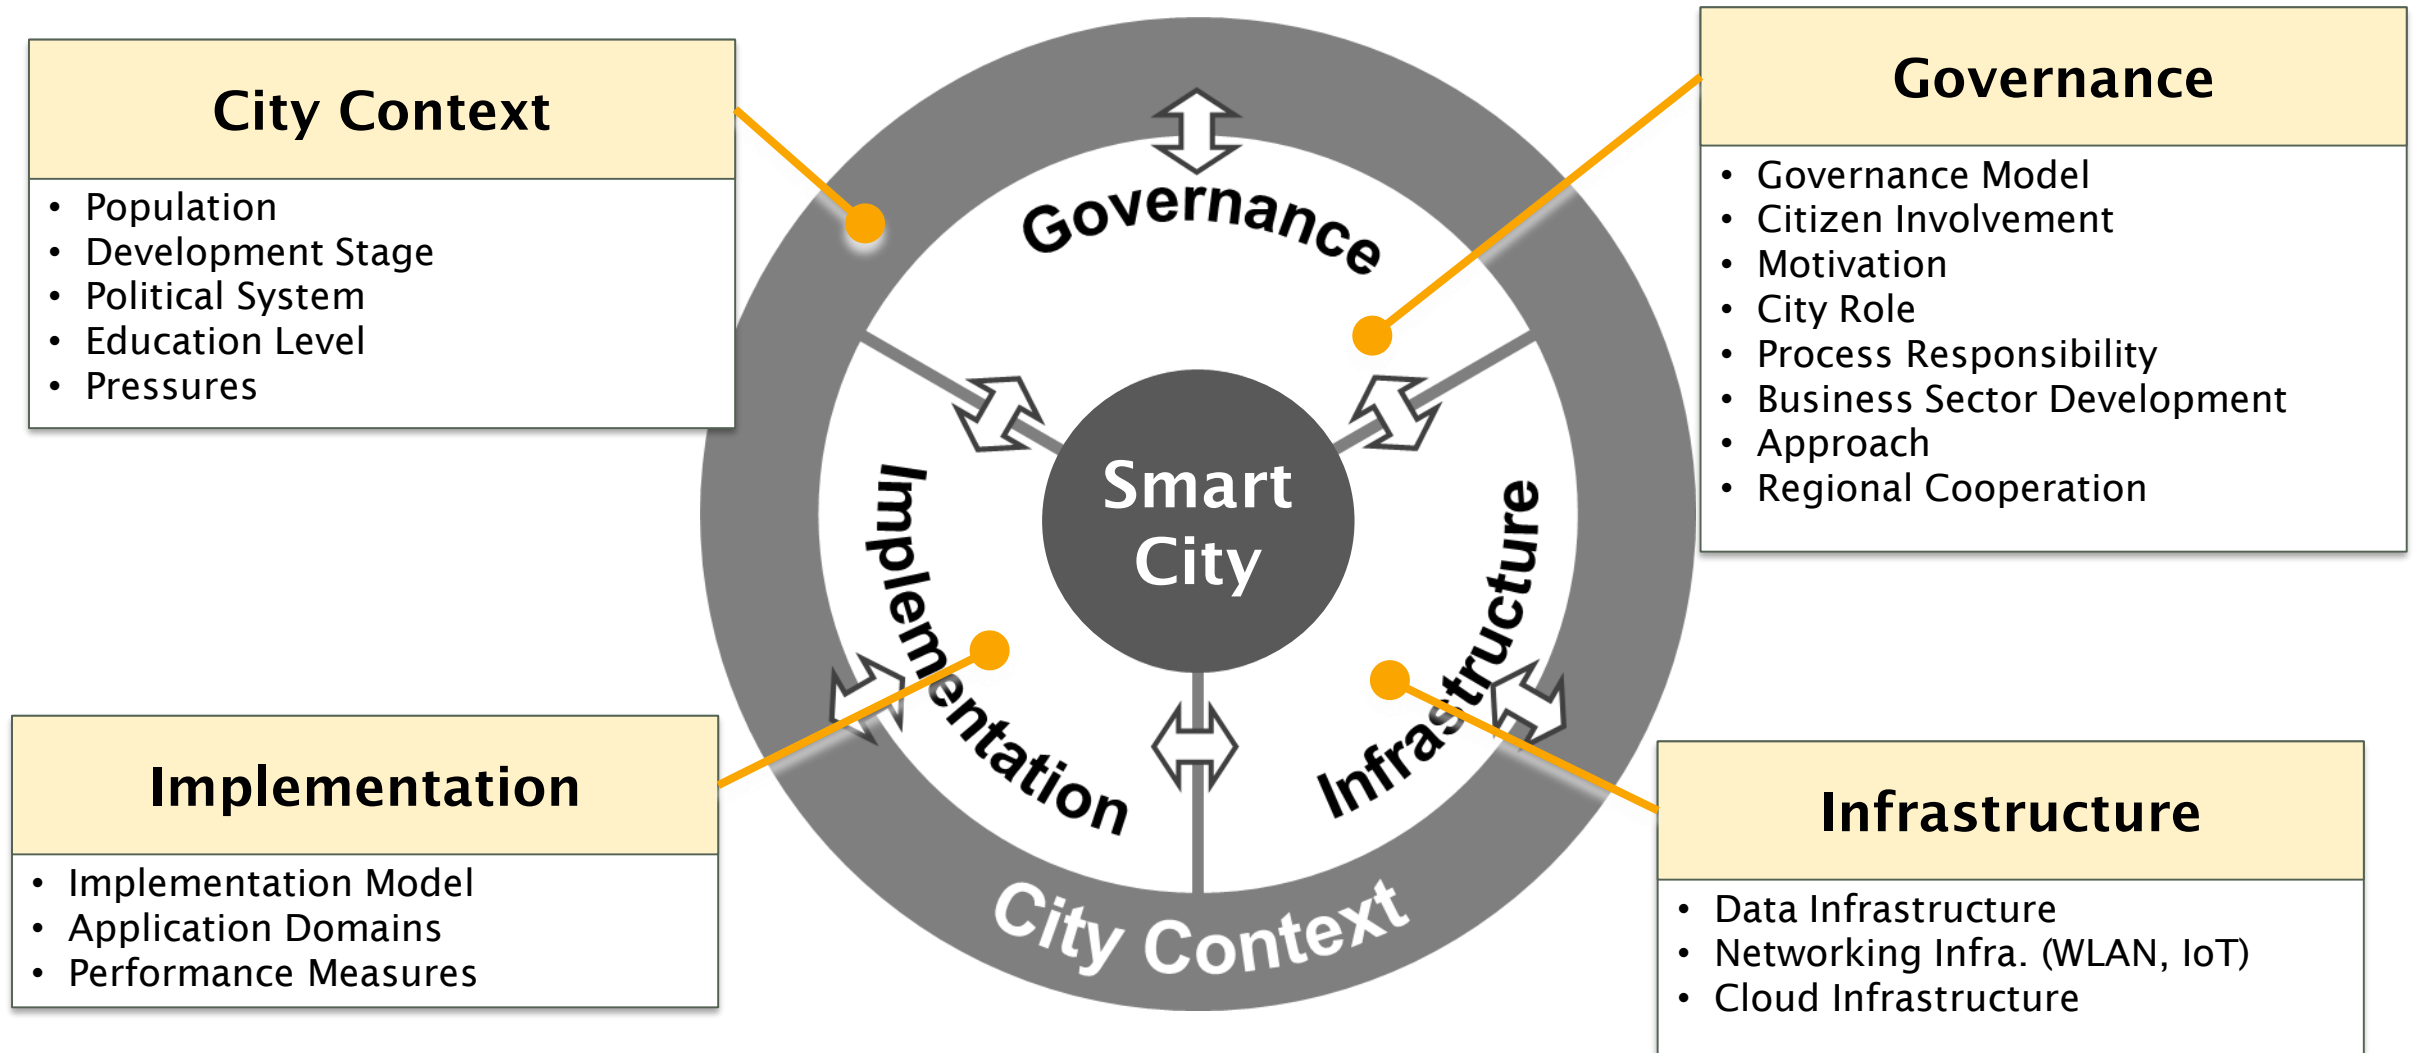 City Context
• Population
• Development Stage
• Political System
• Education Level
• Pressures
Governance
• Governance Model
• Citizen Involvement
• Motivation
• City Role
• Process Responsibility
• Business Sector Development
• Approach
• Regional Cooperation
Governance
Implementation
Infrastructure
Smart
City
City Context
Implementation
• Implementation Model
• Application Domains
• Performance Measures
Infrastructure
• Data Infrastructure
• Networking Infra. (WLAN, IoT)
• Cloud Infrastructure